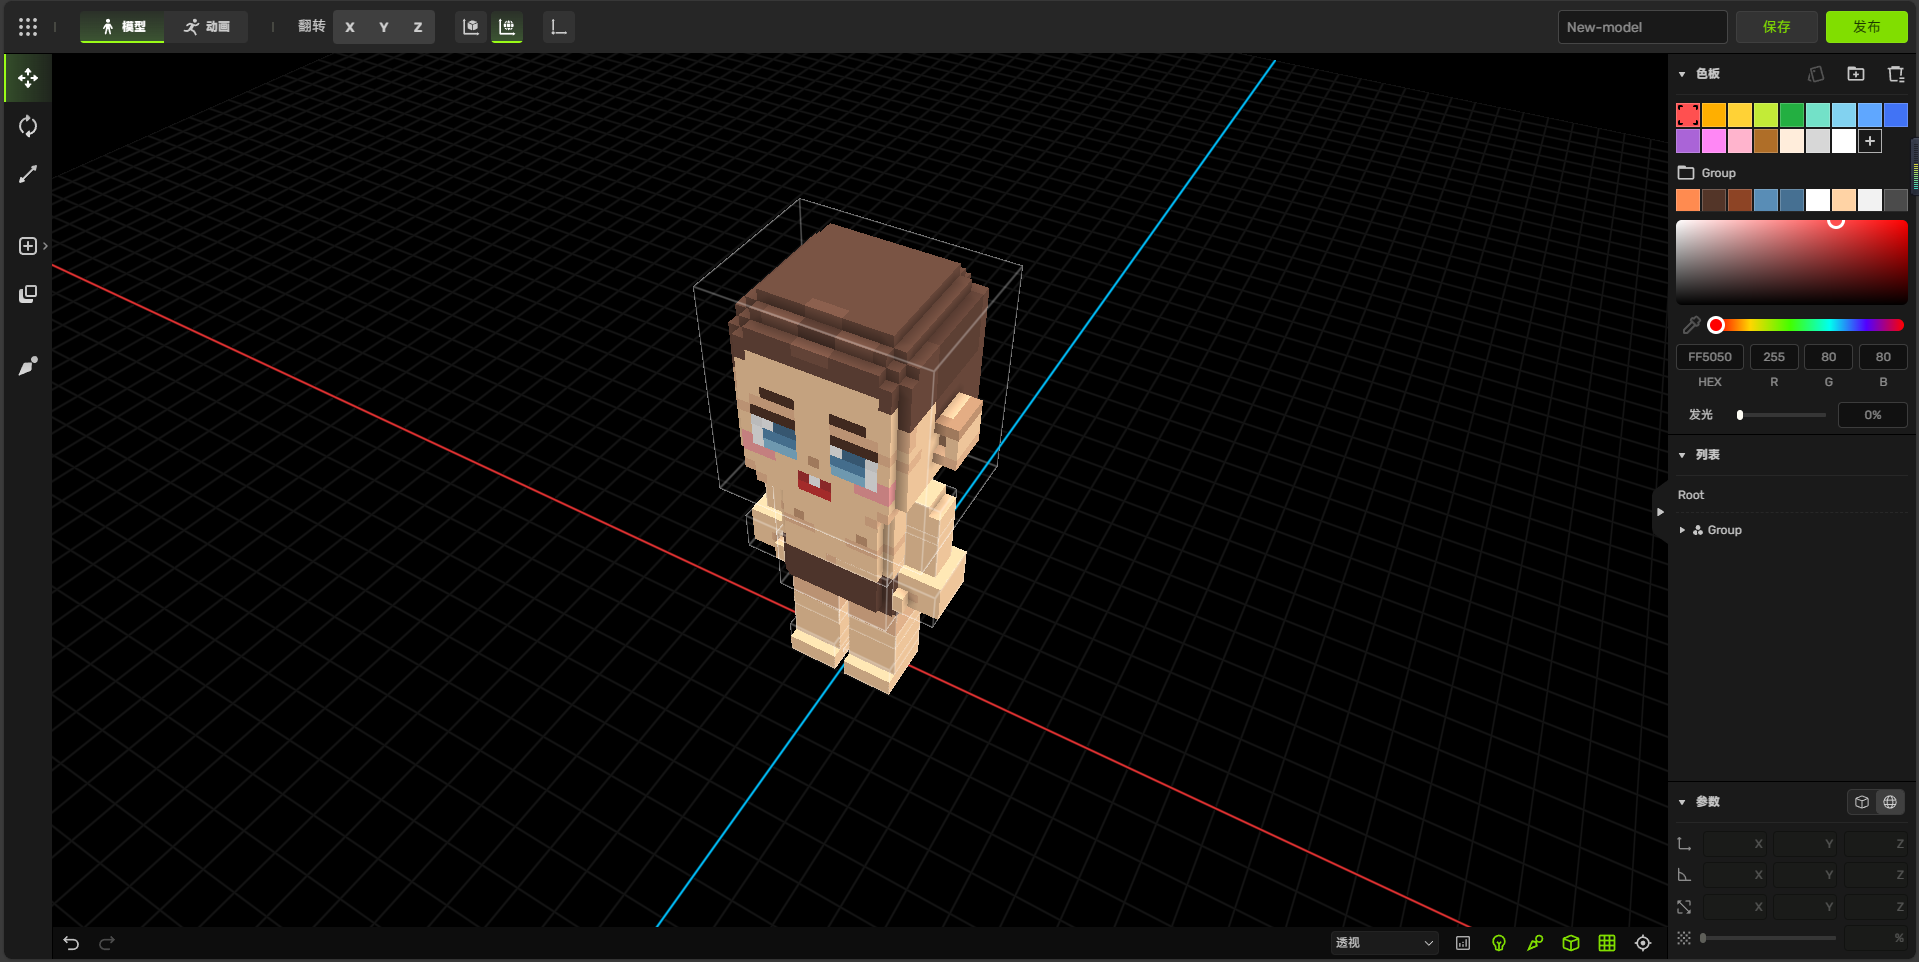 模型 动画 翻转 X Y Z New-model 保存 发布
色板
Group
FF5050 255 80 80
HEX R G B
发光 0%
列表
Root
Group
参数
X Y Z
X Y Z
X Y Z
%
透视